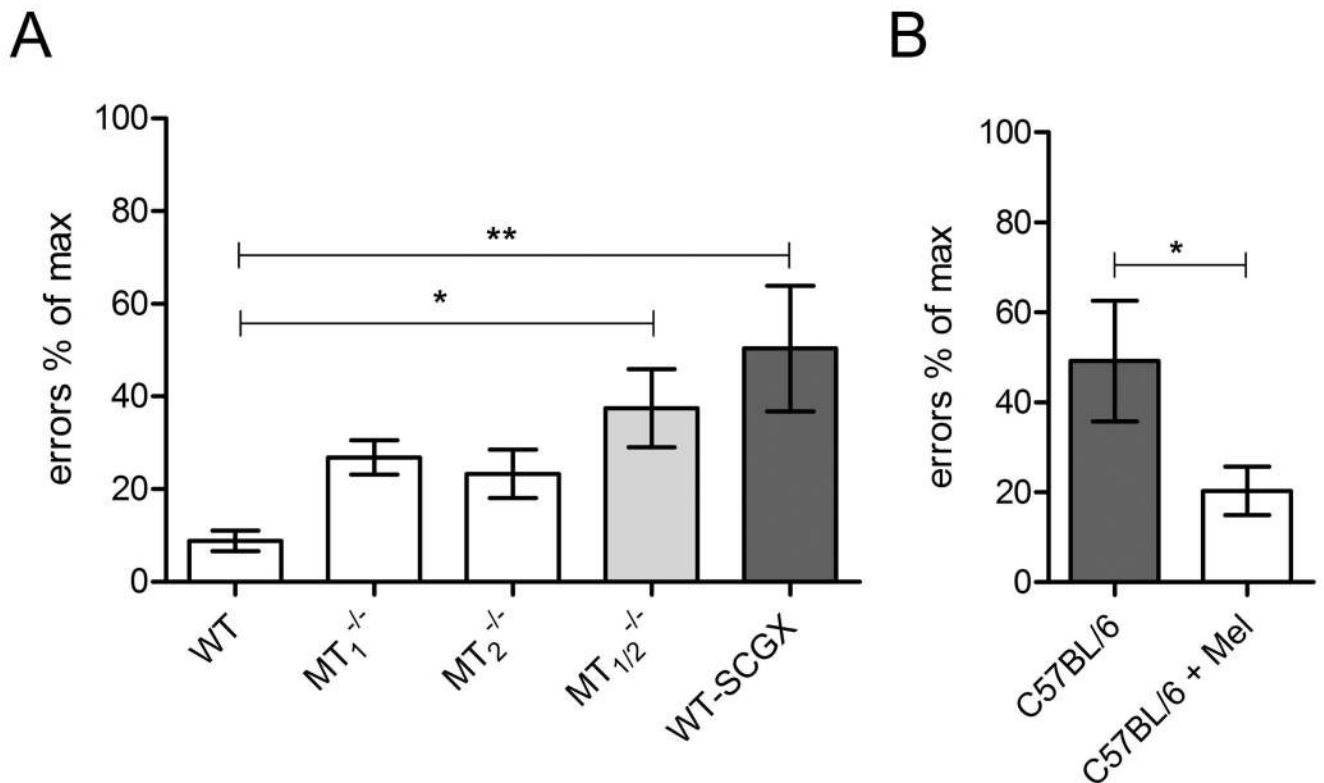 A
errors % of max
100
80
60
40
20
0
**
*
WT
MT₁⁻/⁻
MT₂⁻/⁻
MT₁/₂⁻/⁻
WT-SCGX
B
errors % of max
100
80
60
40
20
0
*
C57BL/6
C57BL/6 + Mel